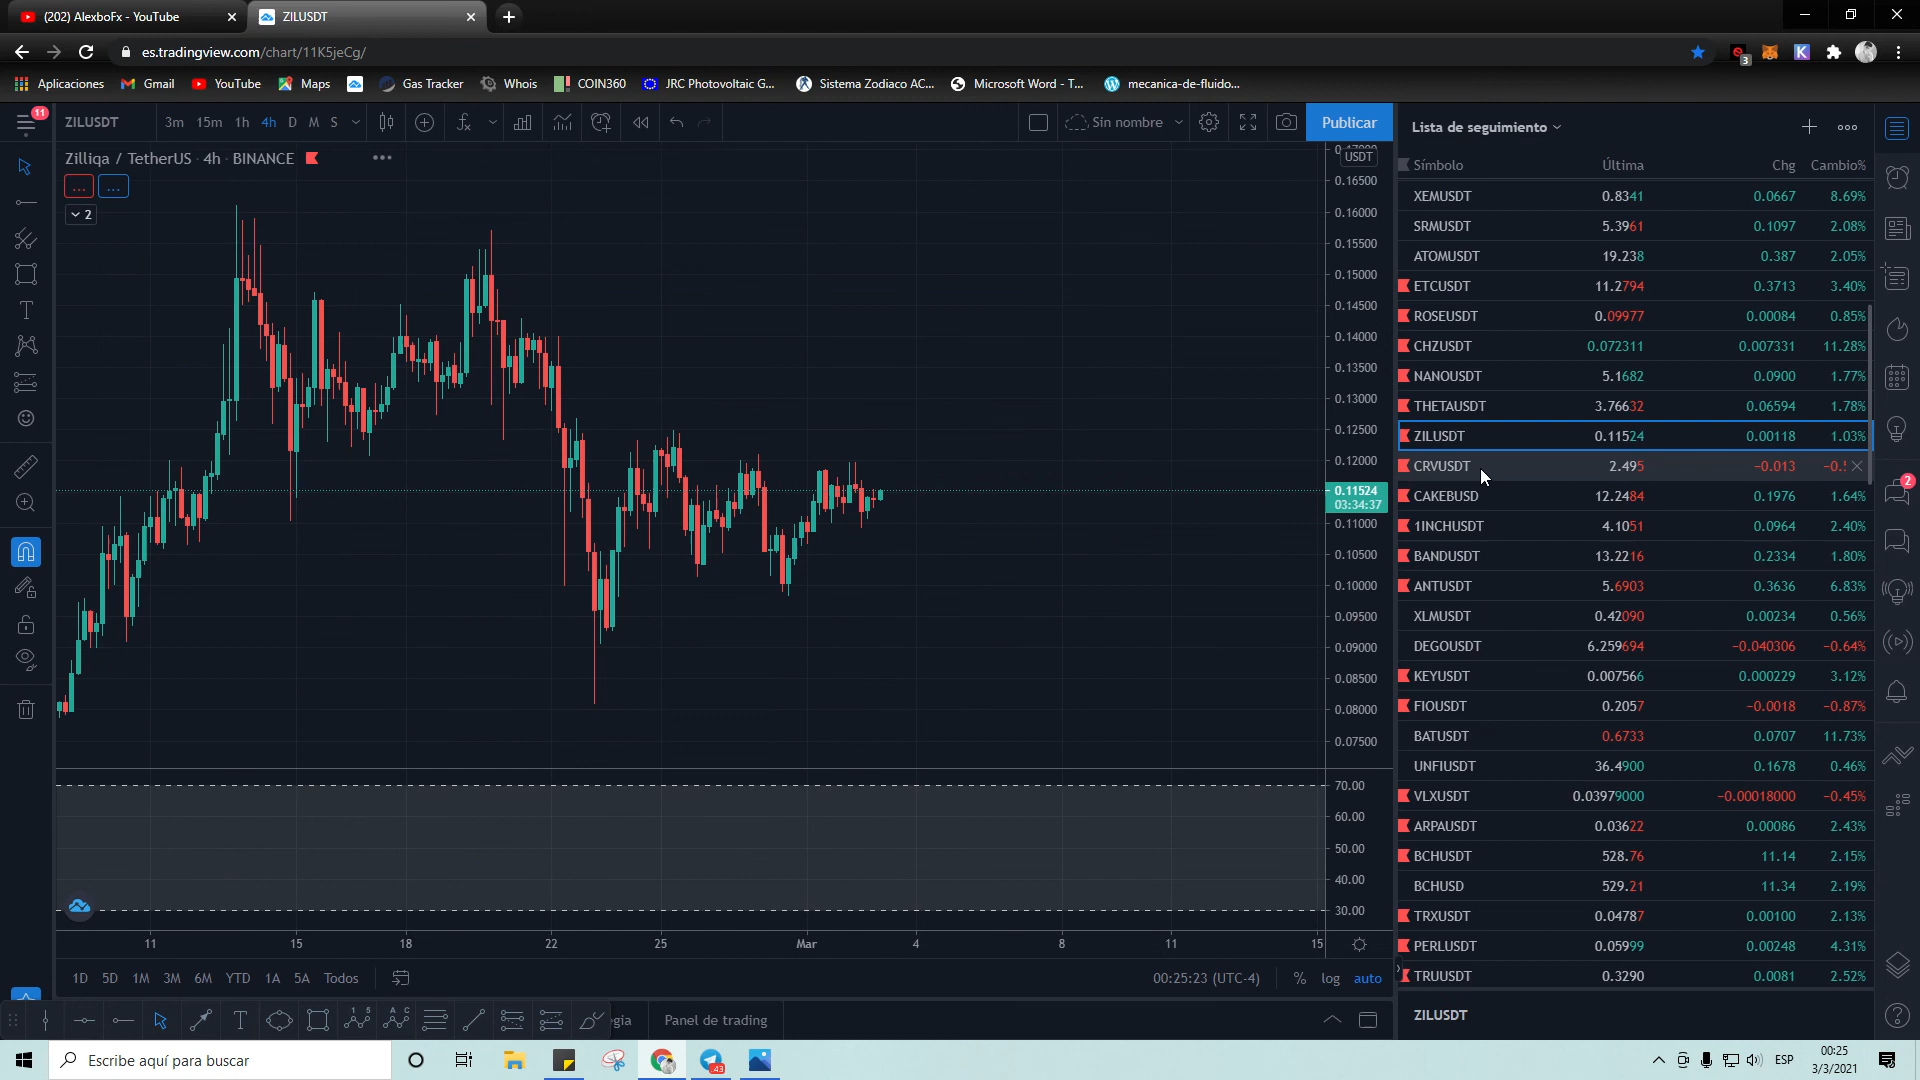 (202) AlexboFx - YouTube
ZILUSDT
es.tradingview.com/chart/11K5jeCg/
3
Aplicaciones
Gmail
YouTube
Maps
Gas Tracker
Whois
COIN360
JRC Photovoltaic G...
Sistema Zodiaco AC...
Microsoft Word - T...
mecanica-de-fluido...
11
ZILUSDT
3m 15m 1h 4h D M S
Sin nombre
Publicar
Zilliqa / TetherUS · 4h · BINANCE
... ...
2
USDT
0.16500
0.16000
0.15500
0.15000
0.14500
0.14000
0.13500
0.13000
0.12500
0.12000
0.11524
03:34:37
0.11000
0.10500
0.10000
0.09500
0.09000
0.08500
0.08000
0.07500
70.00
60.00
50.00
40.00
30.00
11 15 18 22 25 Mar 4 8 11 15
1D 5D 1M 3M 6M YTD 1A 5A Todos
00:25:23 (UTC-4) % log auto
egia
Panel de trading
Lista de seguimiento
Símbolo Última Chg Cambio%
XEMUSDT 0.8341 0.0667 8.69%
SRMUSDT 5.3961 0.1097 2.08%
ATOMUSDT 19.238 0.387 2.05%
ETCUSDT 11.2794 0.3713 3.40%
ROSEUSDT 0.09977 0.00084 0.85%
CHZUSDT 0.072311 0.007331 11.28%
NANOUSDT 5.1682 0.0900 1.77%
THETAUSDT 3.76632 0.06594 1.78%
ZILUSDT 0.11524 0.00118 1.03%
CRVUSDT 2.495 −0.013 −0.5
CAKEBUSD 12.2484 0.1976 1.64%
1INCHUSDT 4.1051 0.0964 2.40%
BANDUSDT 13.2216 0.2334 1.80%
ANTUSDT 5.6903 0.3636 6.83%
XLMUSDT 0.42090 0.00234 0.56%
DEGOUSDT 6.259694 −0.040306 −0.64%
KEYUSDT 0.007566 0.000229 3.12%
FIOUSDT 0.2057 −0.0018 −0.87%
BATUSDT 0.6733 0.0707 11.73%
UNFIUSDT 36.4900 0.1678 0.46%
VLXUSDT 0.03979000 −0.00018000 −0.45%
ARPAUSDT 0.03622 0.00086 2.43%
BCHUSDT 528.76 11.14 2.15%
BCHUSD 529.21 11.34 2.19%
TRXUSDT 0.04787 0.00100 2.13%
PERLUSDT 0.05999 0.00248 4.31%
TRUUSDT 0.3290 0.0081 2.52%
ZILUSDT
2
Escribe aquí para buscar
43
ESP
00:25
3/3/2021